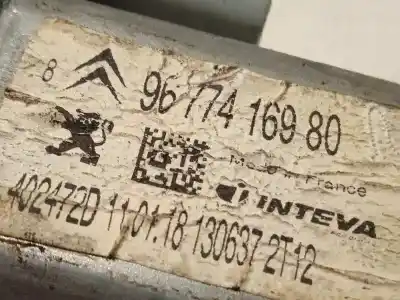 8 96 774 169 80
Made in France
INTEVA
402472D 11.01.18 130637 2T12